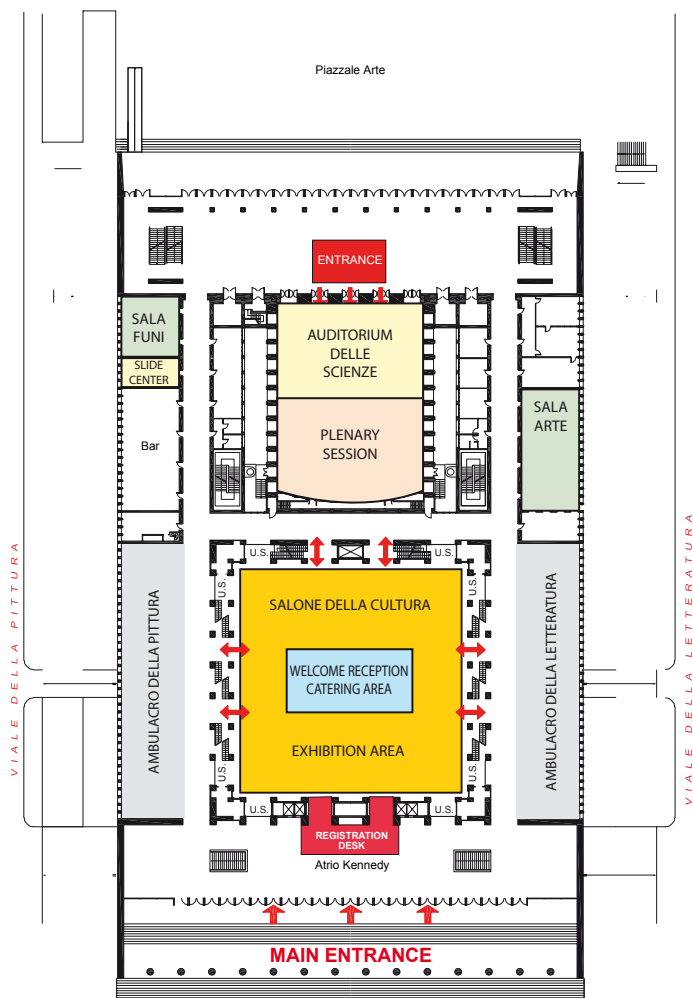 Piazzale Arte
ENTRANCE
SALA
FUNI
AUDITORIUM
DELLE
SCIENZE
SLIDE
CENTER
SALA
ARTE
PLENARY
SESSION
Bar
U.S.
U.S.
U.S.
U.S.
SALONE DELLA CULTURA
VIALE DELLA PITTURA
AMBULACRO DELLA PITTURA
WELCOME RECEPTION
CATERING AREA
AMBULACRO DELLA LETTERATURA
VIALE DELLA LETTERATURA
EXHIBITION AREA
U.S.
U.S.
U.S.
U.S.
REGISTRATION
DESK
Atrio Kennedy
MAIN ENTRANCE